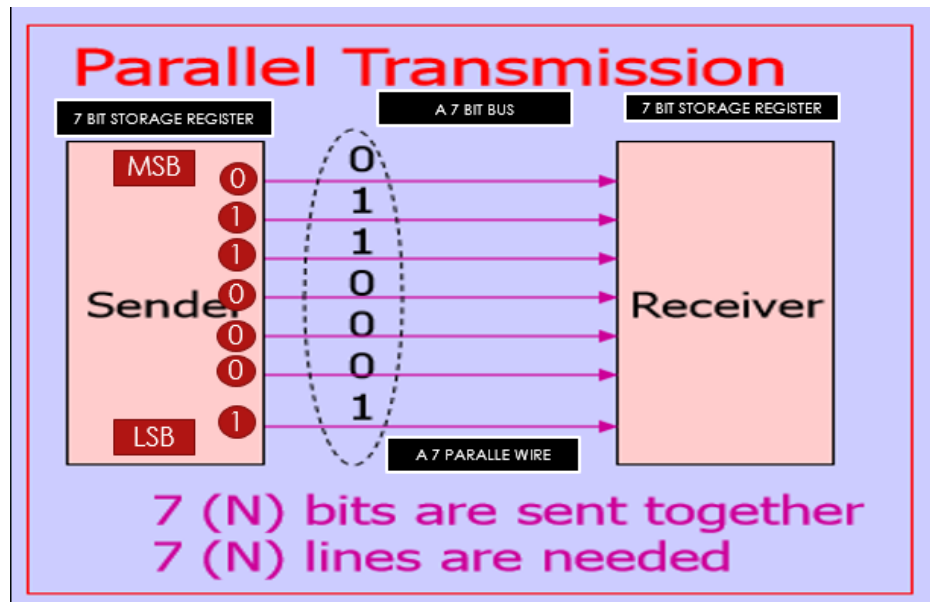 Parallel Transmission
7 BIT STORAGE REGISTER
A 7 BIT BUS
7 BIT STORAGE REGISTER
MSB
0
1
1
0
0
0
1
LSB
Sender
0
1
1
0
0
0
1
Receiver
A 7 PARALLE WIRE
7 (N) bits are sent together
7 (N) lines are needed